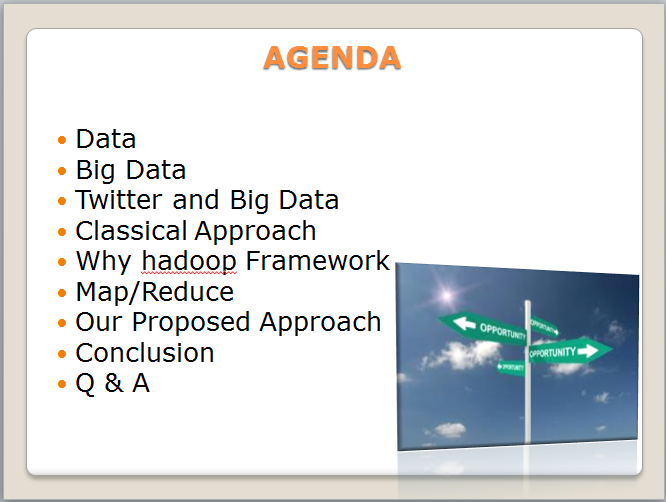 AGENDA
Data
Big Data
Twitter and Big Data
Classical Approach
Why hadoop Framework
Map/Reduce
Our Proposed Approach
Conclusion
Q & A
OPPORTUNITY
OPPORTUNITY
OPPORTUNITY
OPPORTUNITY